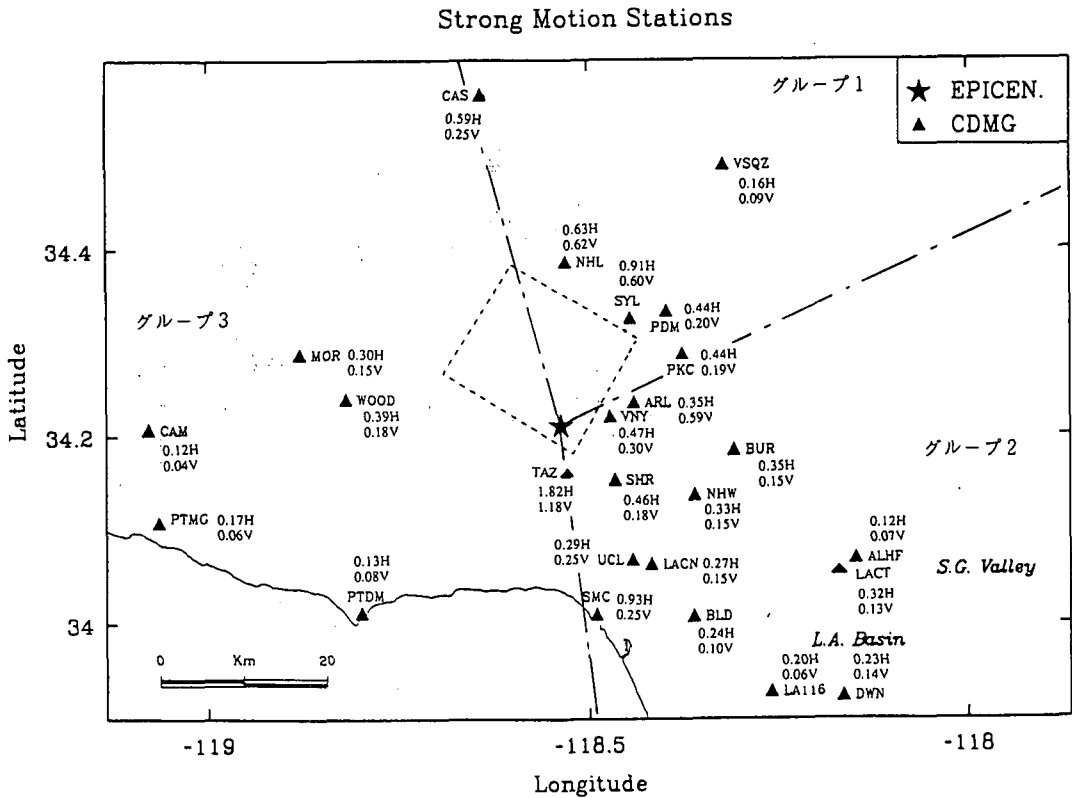 Strong Motion Stations
グループ1
EPICEN.
CDMG
CAS
0.59H
0.25V
VSQZ
0.16H
0.09V
0.63H
0.62V
NHL
0.91H
0.60V
SYL
34.4
グループ3
PDM
0.44H
0.20V
MOR
0.30H
0.15V
PKC
0.44H
0.19V
WOOD
0.39H
0.18V
ARL
0.35H
0.59V
VNY
0.47H
0.30V
Latitude
34.2
CAM
0.12H
0.04V
グループ2
BUR
0.35H
0.15V
TAZ
1.82H
1.18V
SHR
0.46H
0.18V
NHW
0.33H
0.15V
PTMG
0.17H
0.06V
0.12H
0.07V
ALHF
LACT
0.32H
0.13V
S.G. Valley
0.29H
0.25V
UCL
LACN
0.27H
0.15V
0.13H
0.08V
PTDM
SMC
0.93H
0.25V
BLD
0.24H
0.10V
34
L.A. Basin
0.20H
0.06V
LA116
0.23H
0.14V
DWN
0 Km 20
-119
-118.5
-118
Longitude